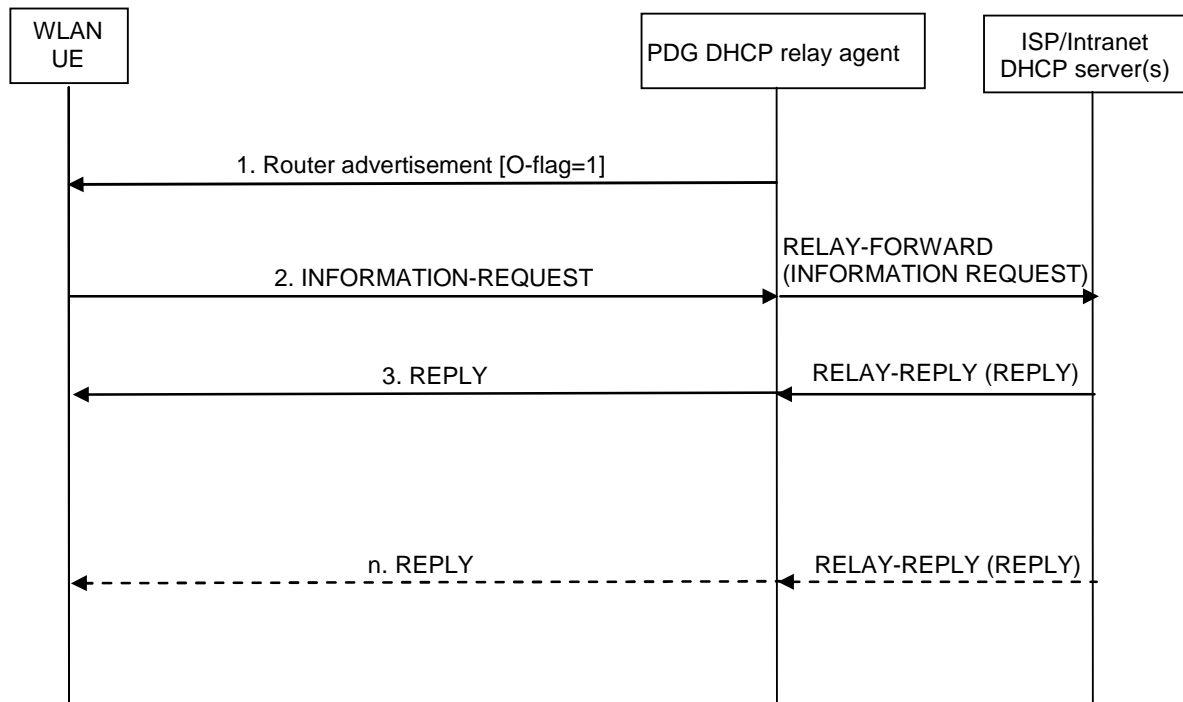 WLAN
UE
PDG DHCP relay agent
ISP/Intranet
DHCP server(s)
1. Router advertisement [O-flag=1]
2. INFORMATION-REQUEST
RELAY-FORWARD
(INFORMATION REQUEST)
3. REPLY
RELAY-REPLY (REPLY)
n. REPLY
RELAY-REPLY (REPLY)